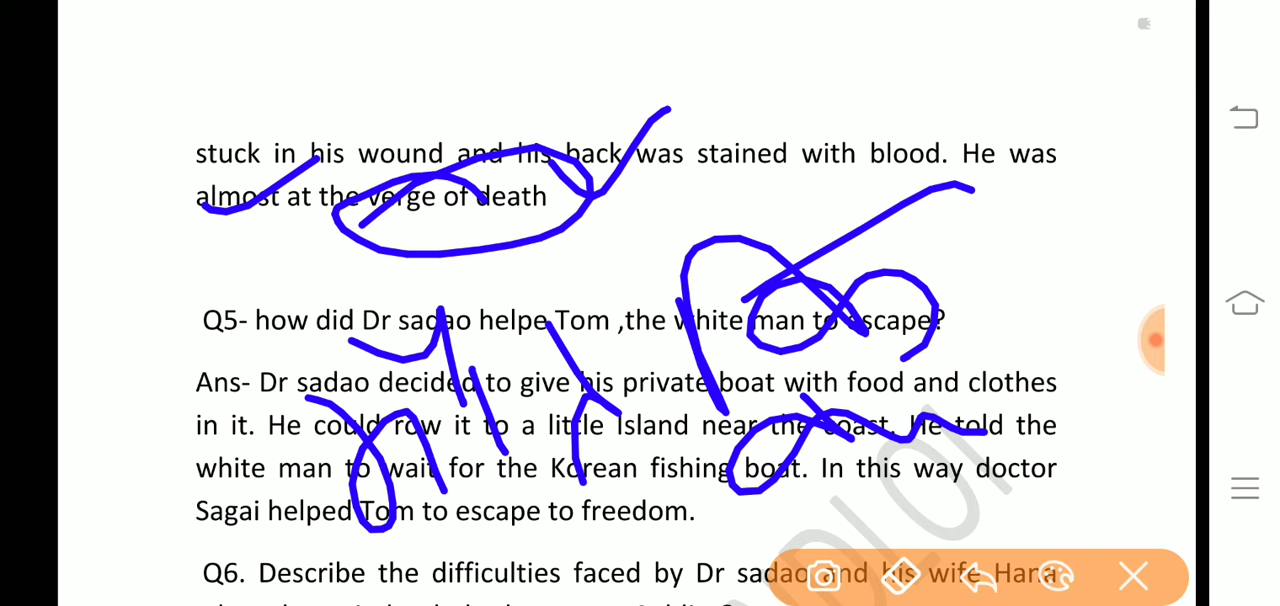 stuck in his wound and his back was stained with blood. He was
almost at the verge of death
Q5- how did Dr sadao helpe Tom ,the white man to escape?
Ans- Dr sadao decided to give his private boat with food and clothes
in it. He could row it to a little Island near the coast. He told the
white man to wait for the Korean fishing boat. In this way doctor
Sagai helped Tom to escape to freedom.
Q6. Describe the difficulties faced by Dr sadao and his wife Hana